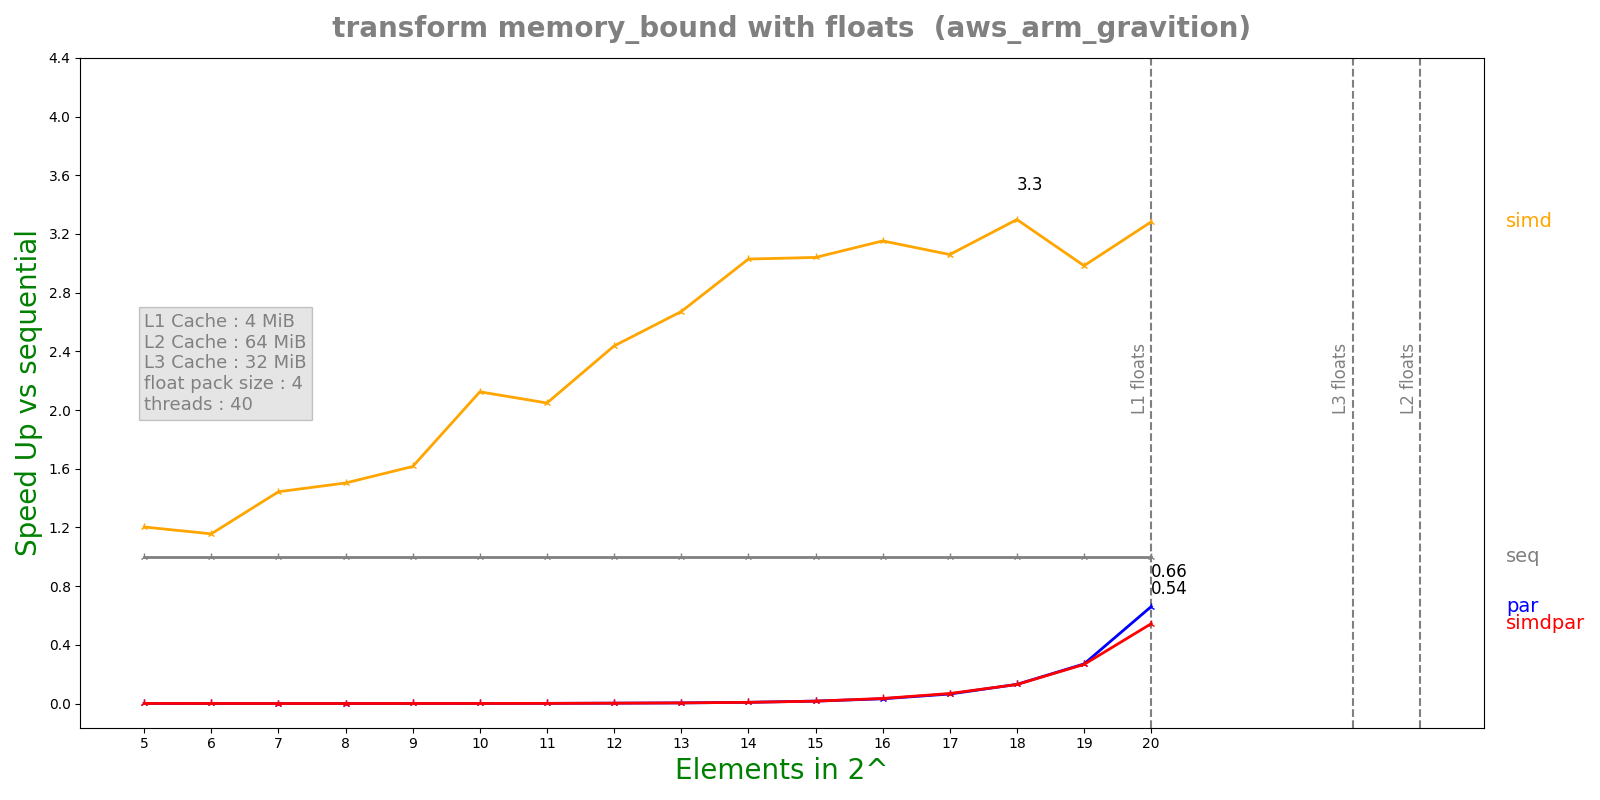 transform memory_bound with floats  (aws_arm_gravition)
4.4
4.0
3.6
3.2
2.8
2.4
2.0
1.6
1.2
0.8
0.4
0.0
Speed Up vs sequential
L1 Cache : 4 MiB
L2 Cache : 64 MiB
L3 Cache : 32 MiB
float pack size : 4
threads : 40
3.3
0.66
0.54
L1 floats
L3 floats
L2 floats
simd
seq
par
simdpar
5 6 7 8 9 10 11 12 13 14 15 16 17 18 19 20
Elements in 2^